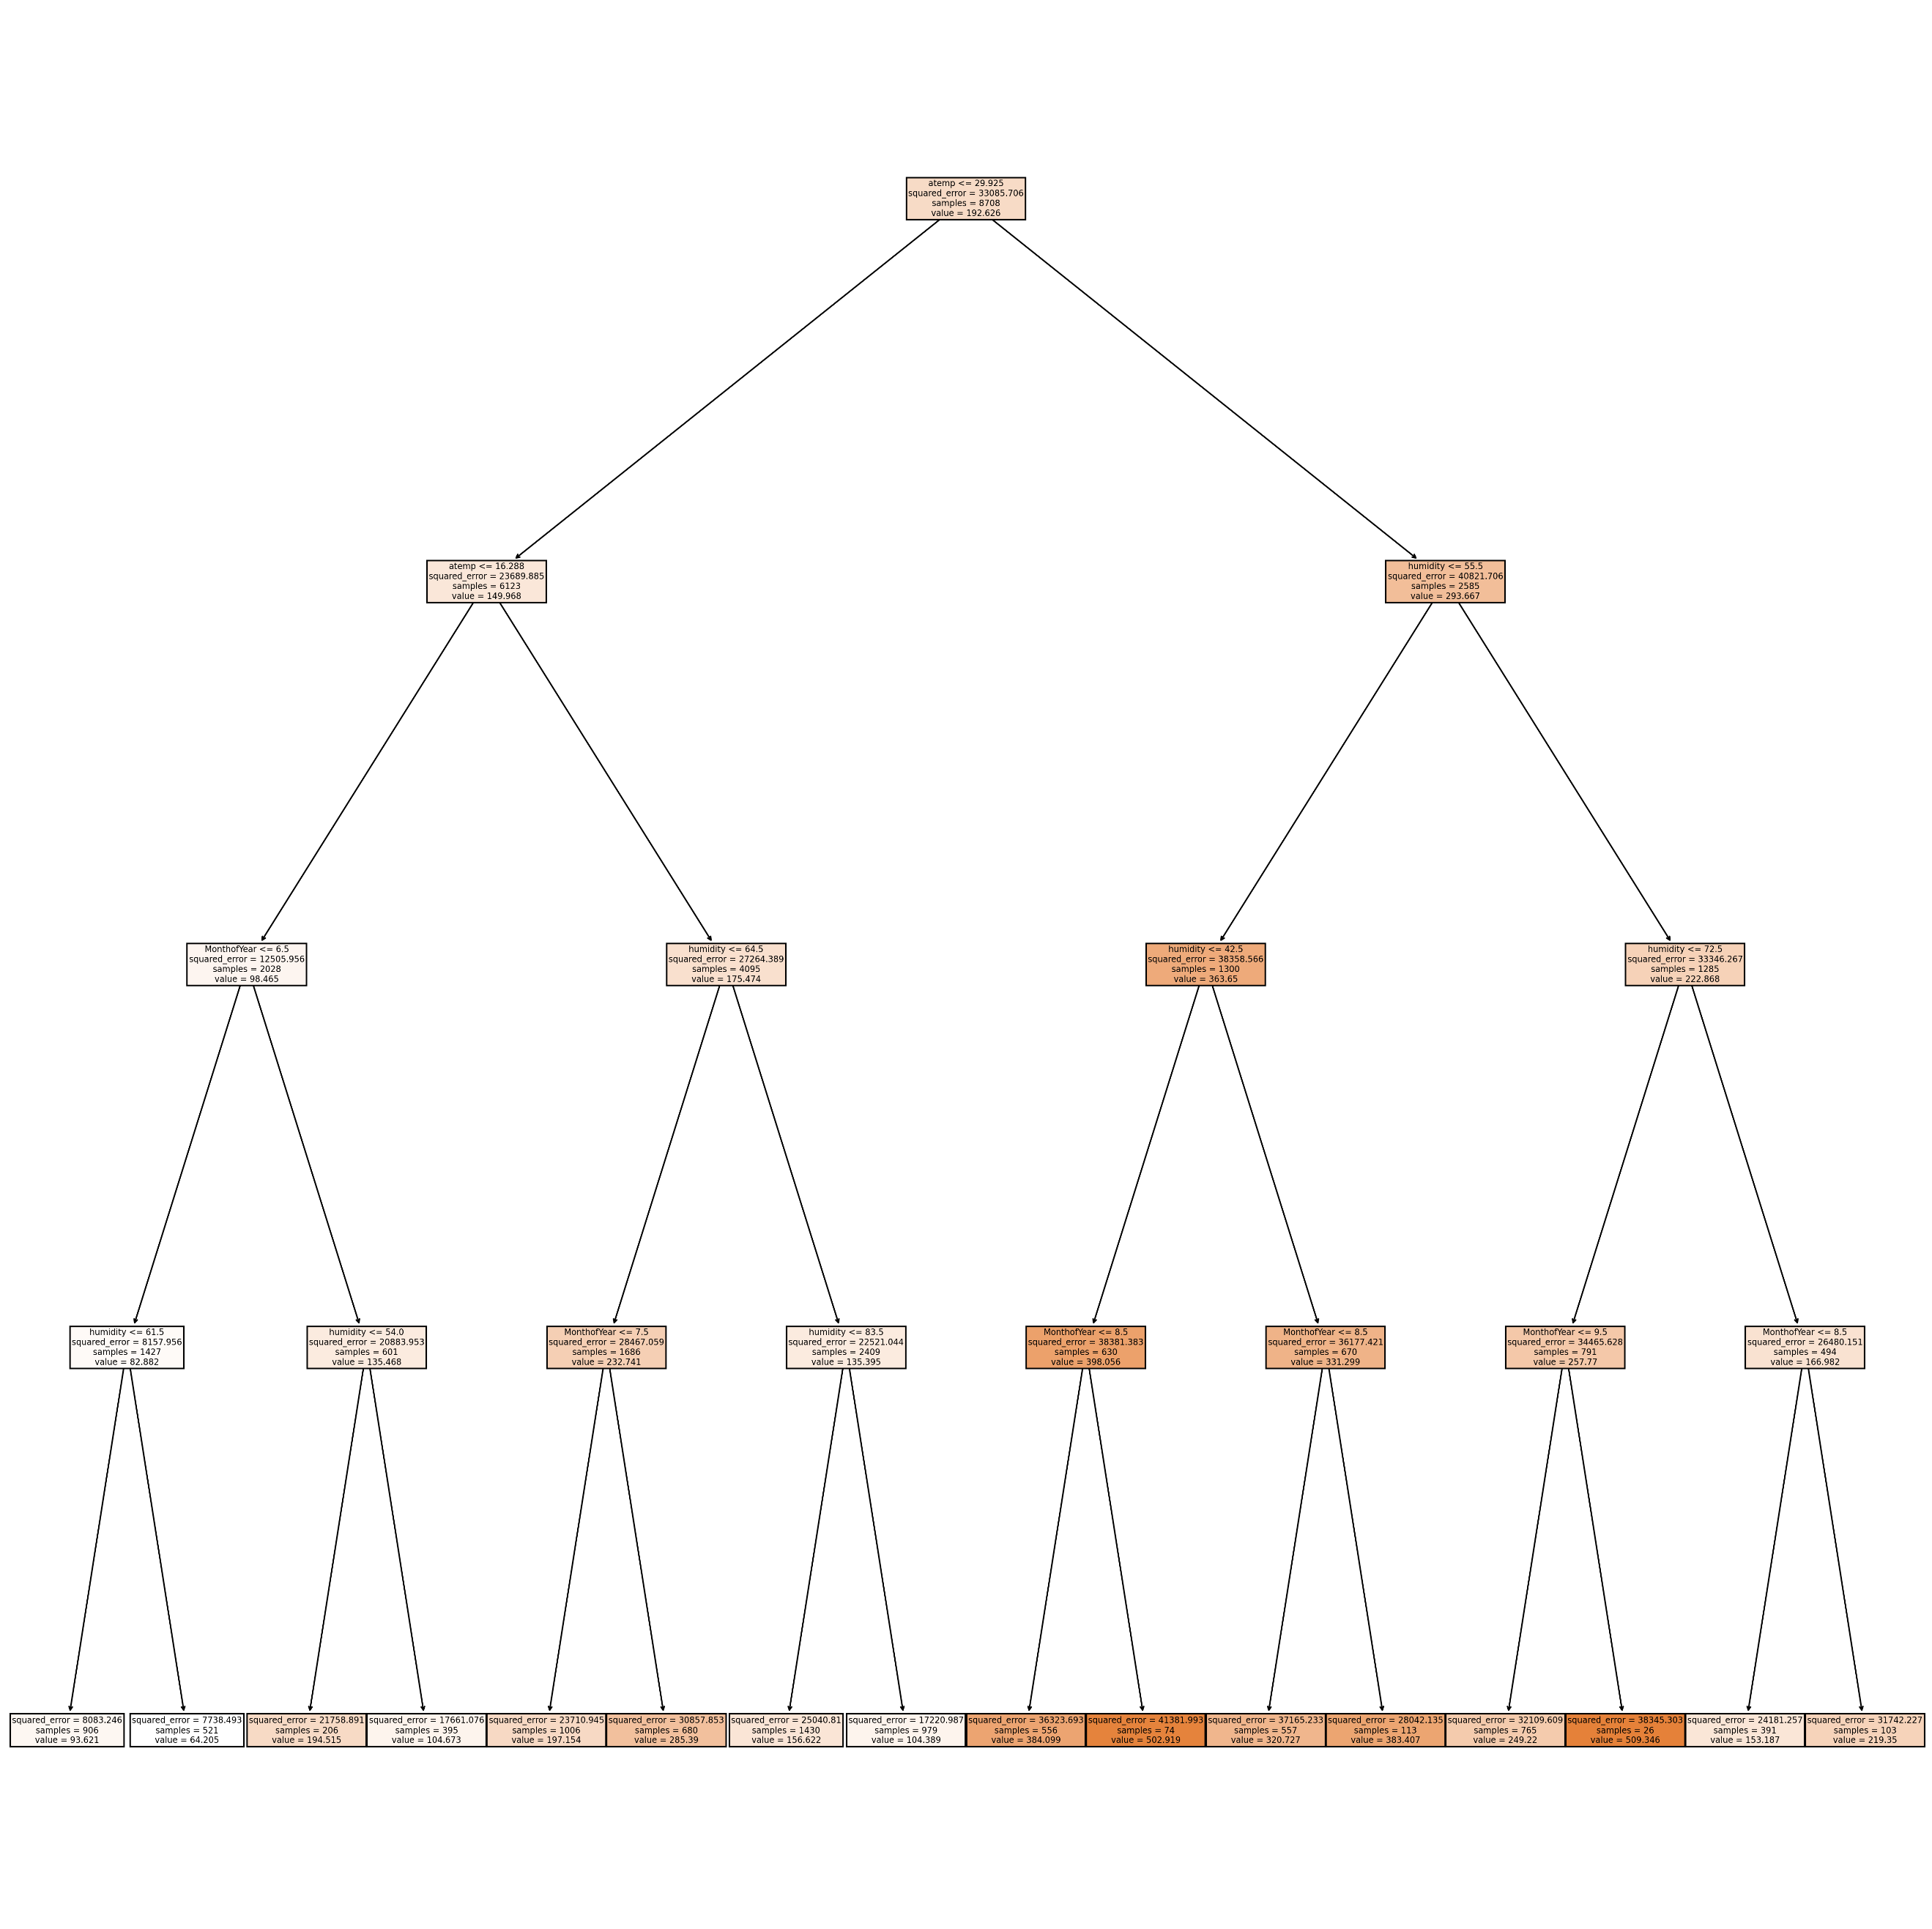 atemp <= 29.925
squared_error = 33085.706
samples = 8708
value = 192.626
atemp <= 16.288
squared_error = 23689.885
samples = 6123
value = 149.968
humidity <= 55.5
squared_error = 40821.706
samples = 2585
value = 293.667
MonthofYear <= 6.5
squared_error = 12505.956
samples = 2028
value = 98.465
humidity <= 64.5
squared_error = 27264.389
samples = 4095
value = 175.474
humidity <= 42.5
squared_error = 38358.566
samples = 1300
value = 363.65
humidity <= 72.5
squared_error = 33346.267
samples = 1285
value = 222.868
humidity <= 61.5
squared_error = 8157.956
samples = 1427
value = 82.882
humidity <= 54.0
squared_error = 20883.953
samples = 601
value = 135.468
MonthofYear <= 7.5
squared_error = 28467.059
samples = 1686
value = 232.741
humidity <= 83.5
squared_error = 22521.044
samples = 2409
value = 135.395
MonthofYear <= 8.5
squared_error = 38381.383
samples = 630
value = 398.056
MonthofYear <= 8.5
squared_error = 36177.421
samples = 670
value = 331.299
MonthofYear <= 9.5
squared_error = 34465.628
samples = 791
value = 257.77
MonthofYear <= 8.5
squared_error = 26480.151
samples = 494
value = 166.982
squared_error = 8083.246
samples = 906
value = 93.621
squared_error = 7738.493
samples = 521
value = 64.205
squared_error = 21758.891
samples = 206
value = 194.515
squared_error = 17661.076
samples = 395
value = 104.673
squared_error = 23710.945
samples = 1006
value = 197.154
squared_error = 30857.853
samples = 680
value = 285.39
squared_error = 25040.81
samples = 1430
value = 156.622
squared_error = 17220.987
samples = 979
value = 104.389
squared_error = 36323.693
samples = 556
value = 384.099
squared_error = 41381.993
samples = 74
value = 502.919
squared_error = 37165.233
samples = 557
value = 320.727
squared_error = 28042.135
samples = 113
value = 383.407
squared_error = 32109.609
samples = 765
value = 249.22
squared_error = 38345.303
samples = 26
value = 509.346
squared_error = 24181.257
samples = 391
value = 153.187
squared_error = 31742.227
samples = 103
value = 219.35